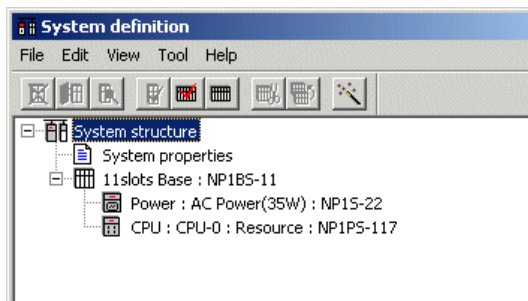 System definition
File Edit View Tool Help
System structure
System properties
11slots Base : NP1BS-11
Power : AC Power(35W) : NP1S-22
CPU : CPU-0 : Resource : NP1PS-117